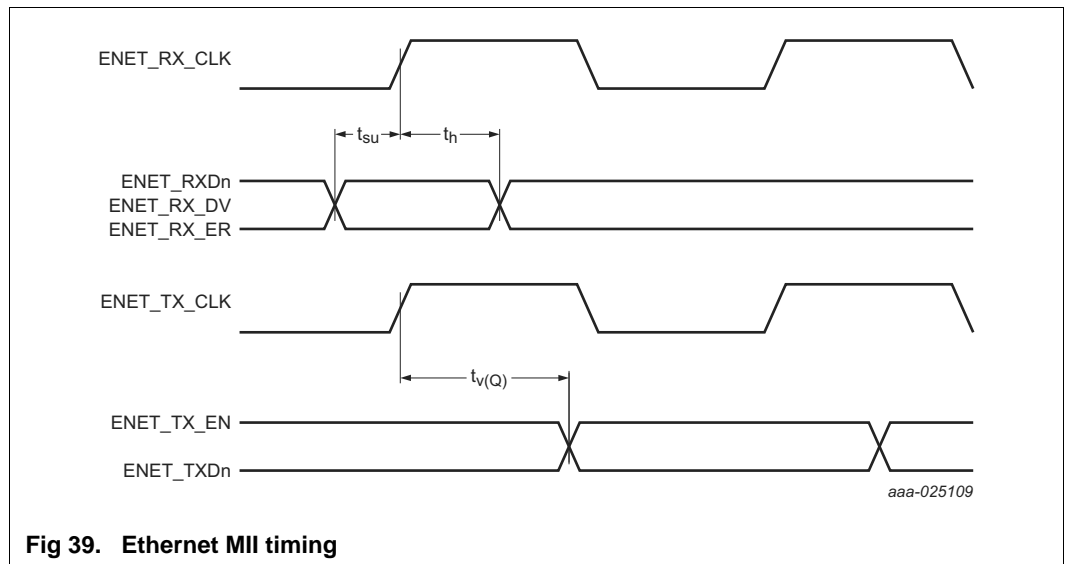 ENET_RX_CLK
tsu
th
ENET_RXDn
ENET_RX_DV
ENET_RX_ER
ENET_TX_CLK
tv(Q)
ENET_TX_EN
ENET_TXDn
aaa-025109
Fig 39. Ethernet MII timing